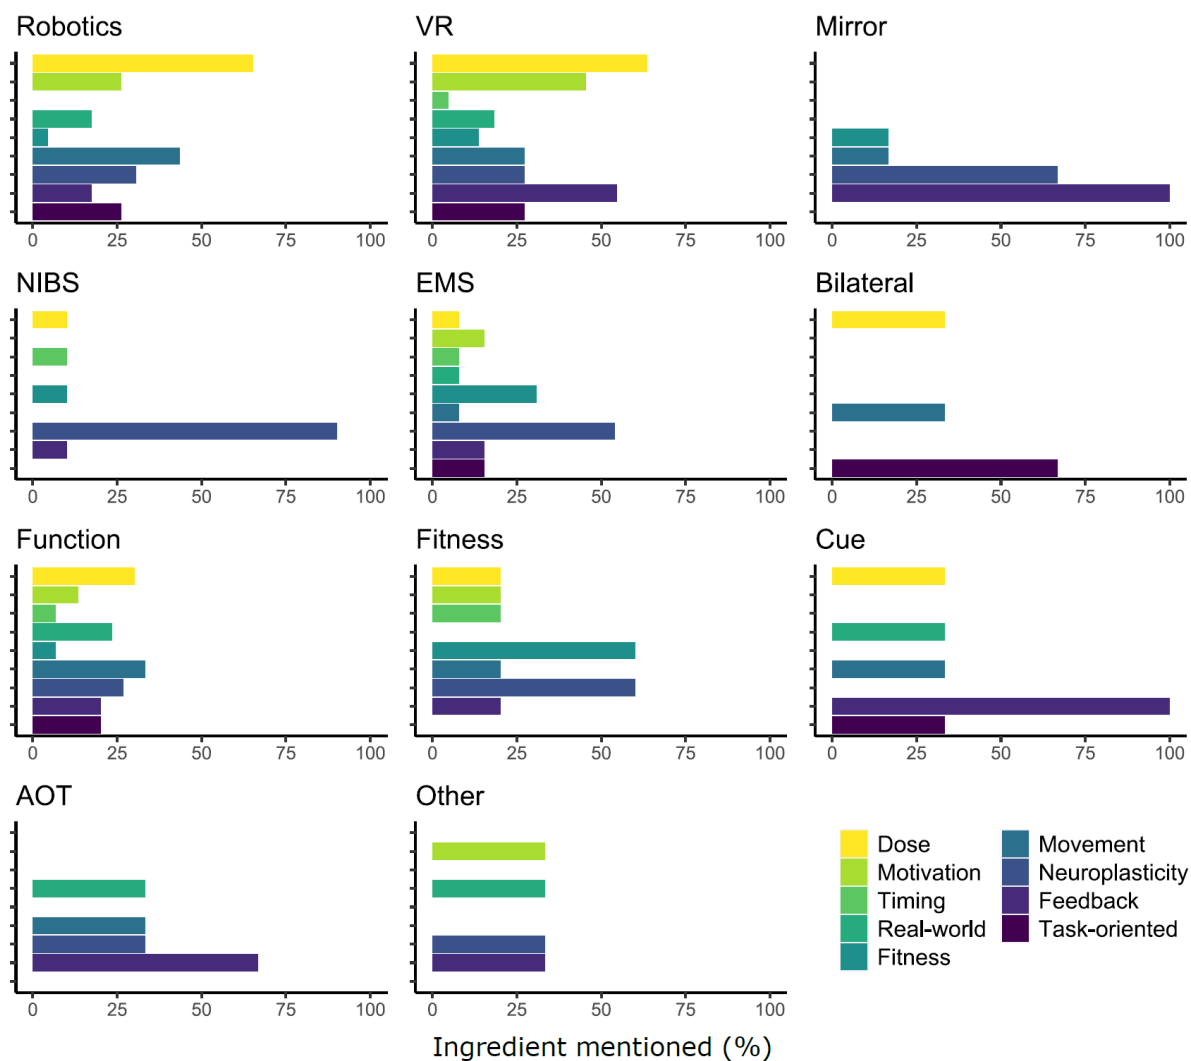 Robotics
VR
Mirror
0 25 50 75 100
0 25 50 75 100
0 25 50 75 100
NIBS
EMS
Bilateral
0 25 50 75 100
0 25 50 75 100
0 25 50 75 100
Function
Fitness
Cue
0 25 50 75 100
0 25 50 75 100
0 25 50 75 100
AOT
Other
0 25 50 75 100
0 25 50 75 100
Dose
Motivation
Timing
Real-world
Fitness
Movement
Neuroplasticity
Feedback
Task-oriented
Ingredient mentioned (%)